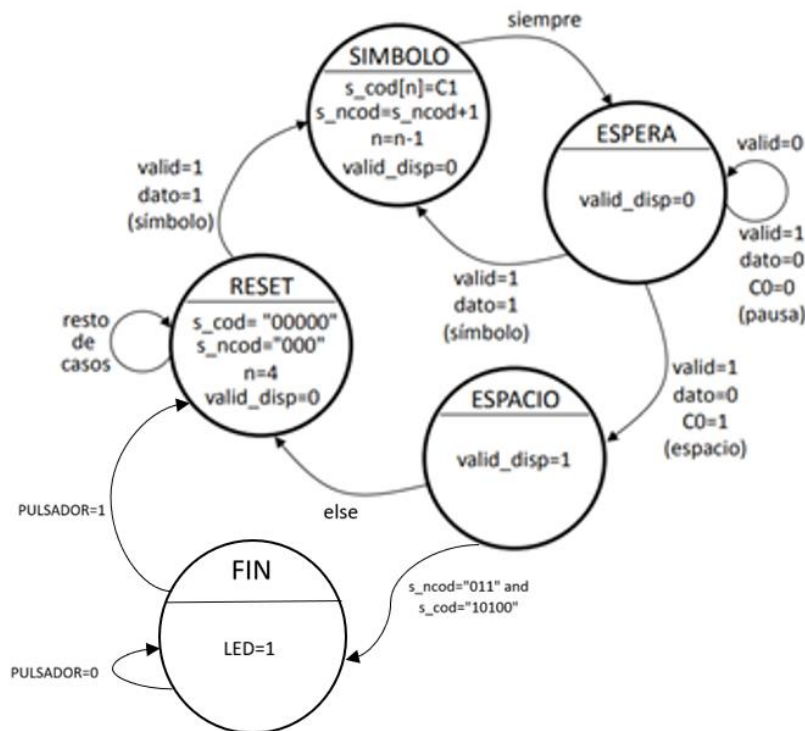 siempre
SIMBOLO
s_cod[n]=C1
s_ncod=s_ncod+1
n=n-1
valid_disp=0
ESPERA
valid_disp=0
valid=0
valid=1
dato=0
C0=0
(pausa)
valid=1
dato=1
(símbolo)
valid=1
dato=1
(símbolo)
RESET
s_cod= "00000"
s_ncod="000"
n=4
valid_disp=0
resto
de
casos
valid=1
dato=0
C0=1
(espacio)
ESPACIO
valid_disp=1
else
PULSADOR=1
FIN
LED=1
s_ncod="011" and
s_cod="10100"
PULSADOR=0